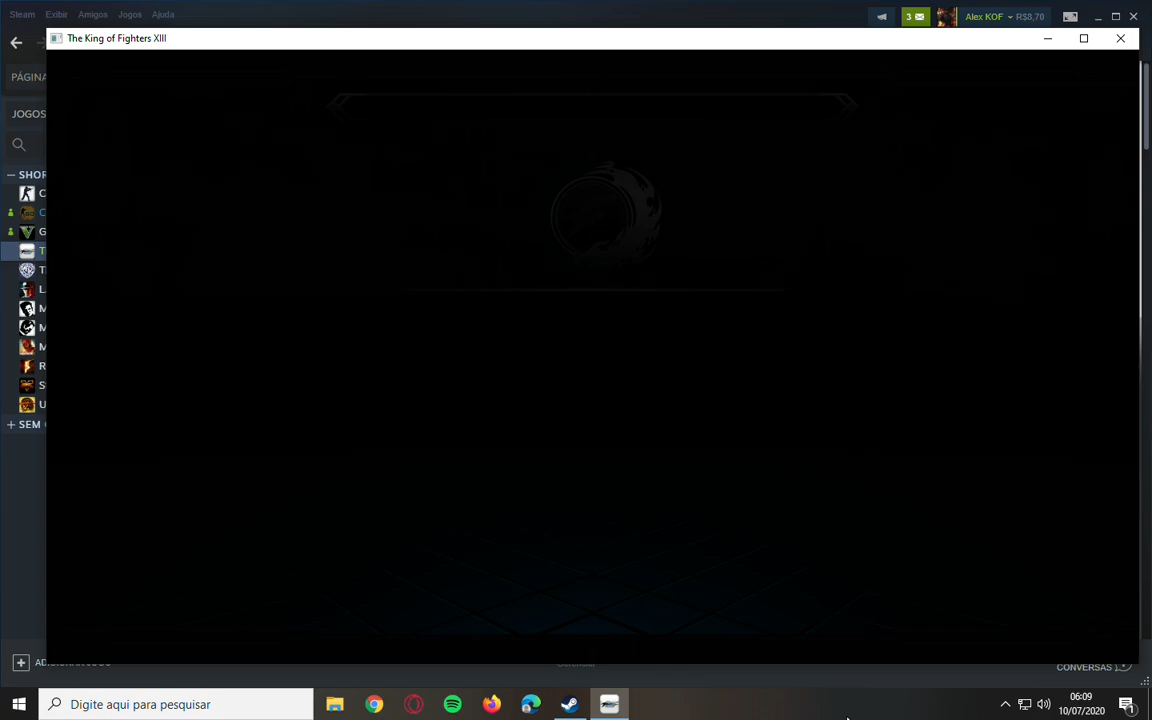 Steam Exibir Amigos Jogos Ajuda
3
Alex KOF R$8,70
The King of Fighters XIII
PÁGINA
JOGOS
SHOR
C
C
G
T
T
L
M
M
M
R
S
U
SEM
CONVERSAS
Digite aqui para pesquisar
06:09
10/07/2020
1